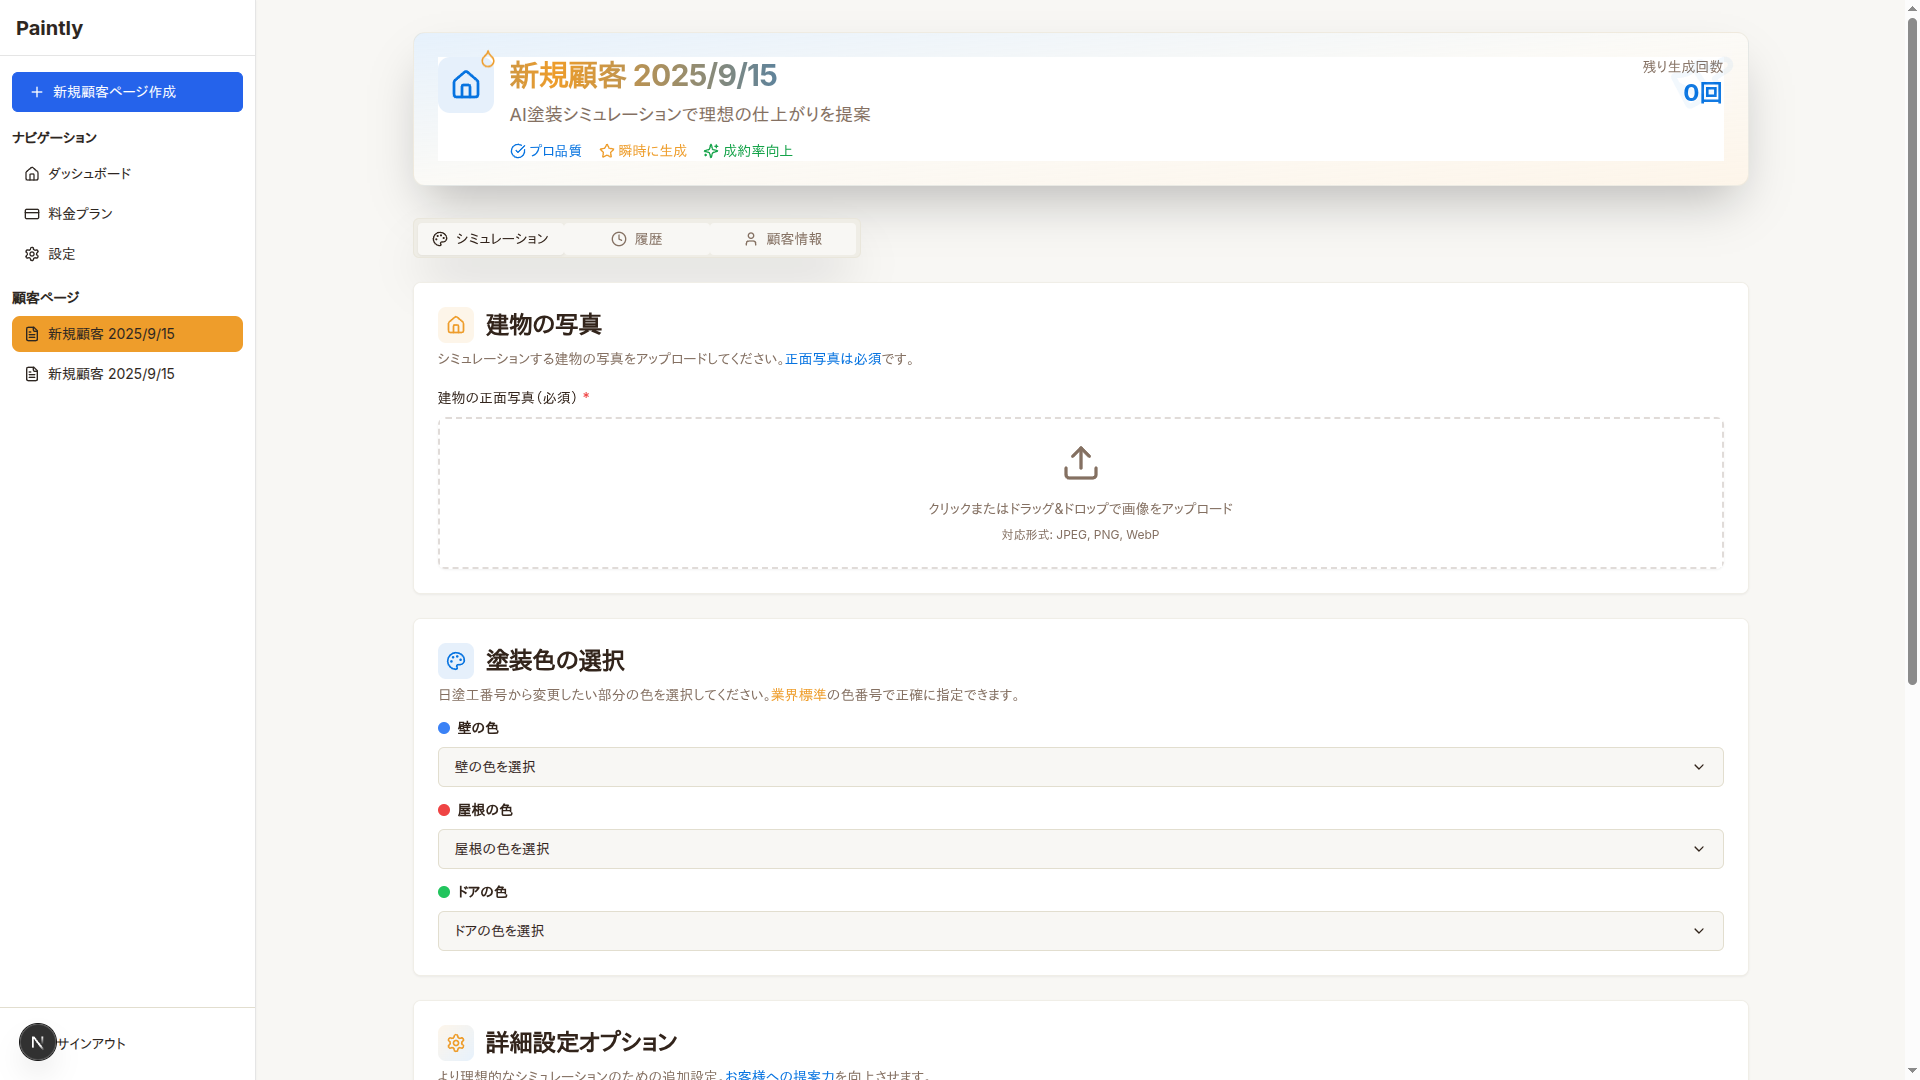 Paintly
新規顧客ページ作成
ナビゲーション
ダッシュボード
料金プラン
設定
顧客ページ
新規顧客 2025/9/15
新規顧客 2025/9/15
N サインアウト
新規顧客 2025/9/15
AI塗装シミュレーションで理想の仕上がりを提案
プロ品質 瞬時に生成 成約率向上
残り生成回数
0回
シミュレーション 履歴 顧客情報
建物の写真
シミュレーションする建物の写真をアップロードしてください。正面写真は必須です。
建物の正面写真（必須） *
クリックまたはドラッグ&ドロップで画像をアップロード
対応形式: JPEG, PNG, WebP
塗装色の選択
日塗工番号から変更したい部分の色を選択してください。業界標準の色番号で正確に指定できます。
壁の色
壁の色を選択
屋根の色
屋根の色を選択
ドアの色
ドアの色を選択
詳細設定オプション
より理想的なシミュレーションのための追加設定。お客様への提案力を向上させます。